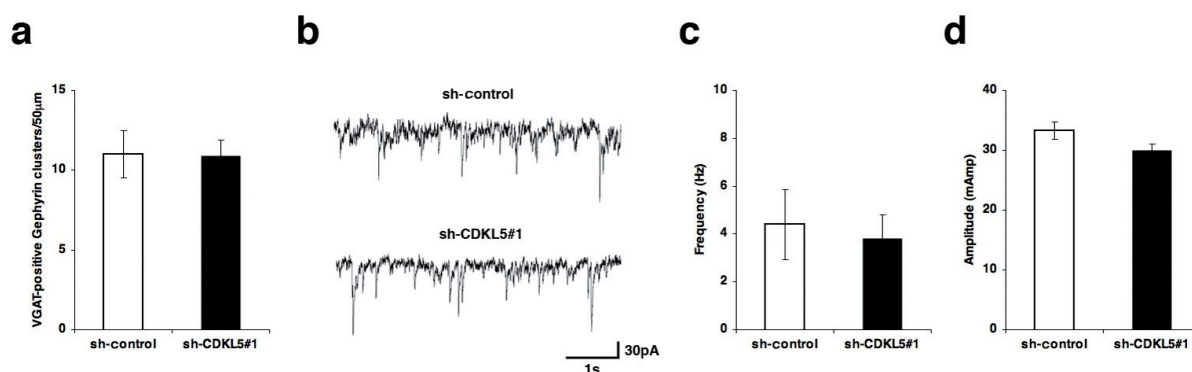 a
b
c
d
VGAT-positive Gephyrin clusters/50µm
15
10
5
0
sh-control
sh-CDKL5#1
sh-control
sh-CDKL5#1
30pA
1s
Frequency (Hz)
10
8
6
4
2
0
sh-control
sh-CDKL5#1
Amplitude (mAmp)
40
30
20
10
0
sh-control
sh-CDKL5#1